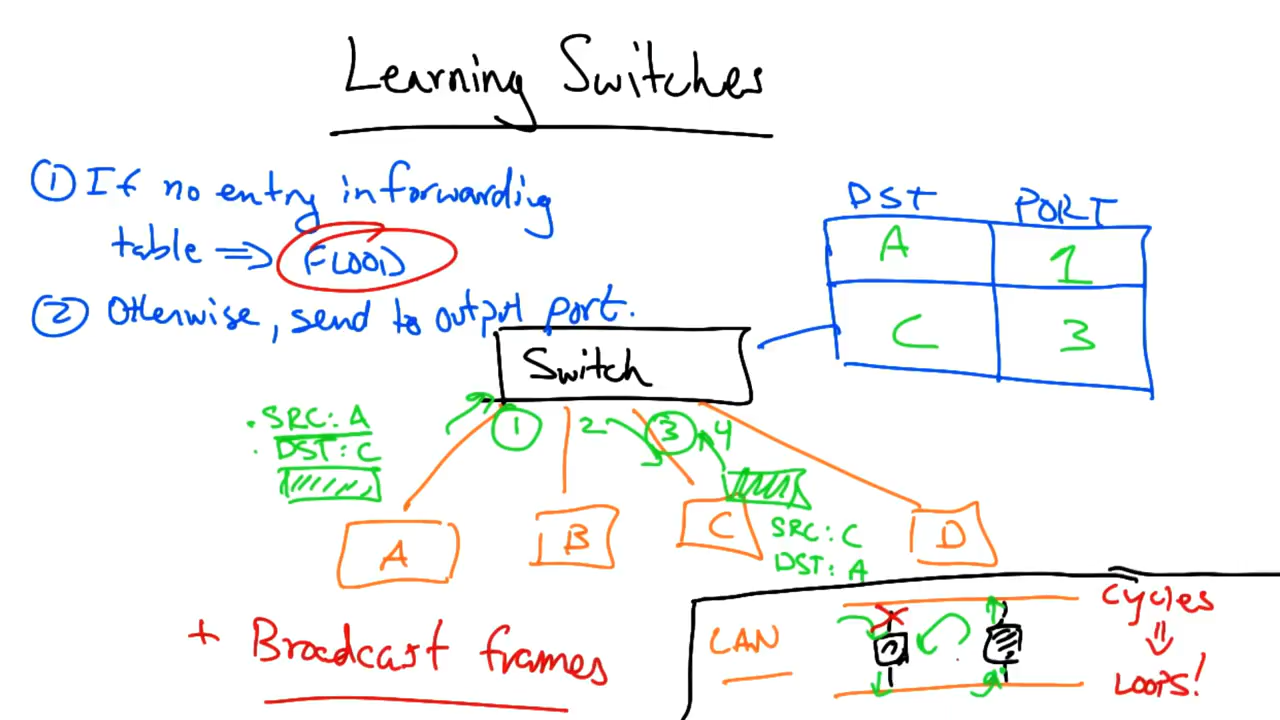 Learning Switches
① If no entry in forwarding
table ⇒ FLOOD
② Otherwise, send to output port.
DST PORT
A 1
C 3
Switch
SRC: A
DST: C
1 2 3 4
A B C D
SRC: C
DST: A
+ Broadcast frames
LAN
cycles
⇓
LOOPS!